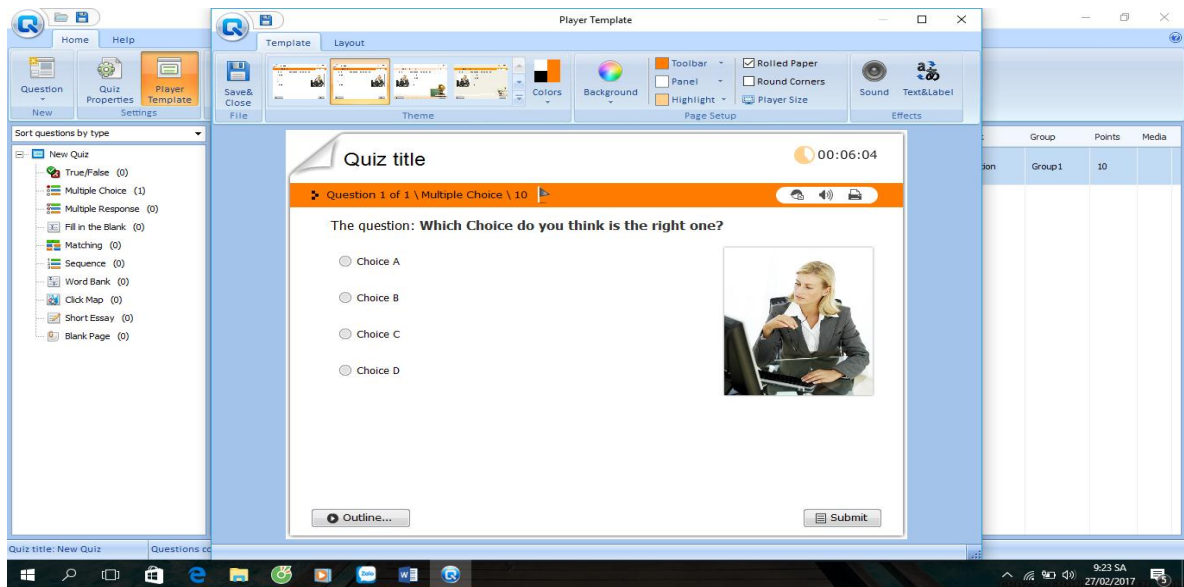 Player Template
Home Help
Template Layout
Question
New
Quiz Properties
Player Template
Settings
Save& Close
File
Theme
Colors
Background
Toolbar
Panel
Highlight
Rolled Paper
Round Corners
Player Size
Page Setup
Sound
Text&Label
Effects
Sort questions by type
New Quiz
True/False (0)
Multiple Choice (1)
Multiple Response (0)
Fill in the Blank (0)
Matching (0)
Sequence (0)
Word Bank (0)
Click Map (0)
Short Essay (0)
Blank Page (0)
Quiz title
00:06:04
Question 1 of 1 \ Multiple Choice \ 10
The question: Which Choice do you think is the right one?
Choice A
Choice B
Choice C
Choice D
Outline...
Submit
Group Points Media
Group1 10
Quiz title: New Quiz
Questions
Zalo
9:23 SA
27/02/2017